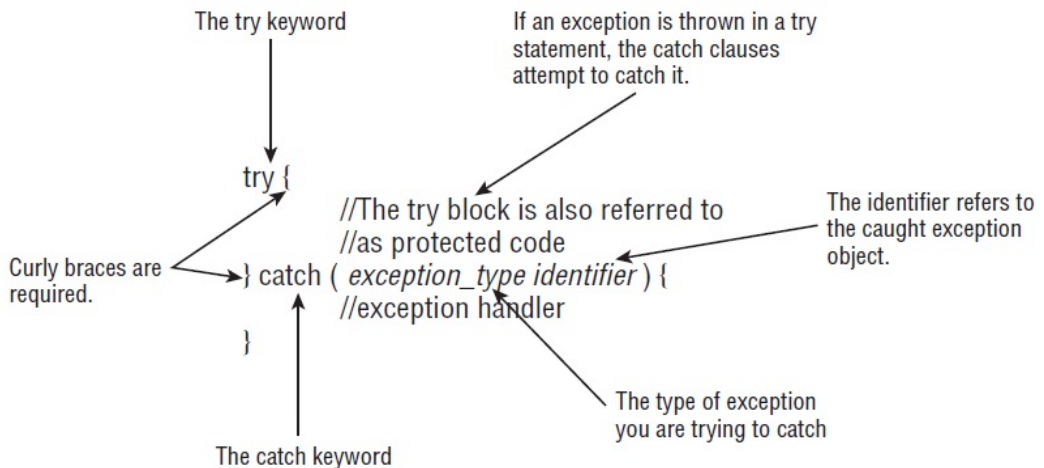 The try keyword
If an exception is thrown in a try
statement, the catch clauses
attempt to catch it.
try {
//The try block is also referred to
//as protected code
The identifier refers to
the caught exception
object.
Curly braces are
required.
} catch ( exception_type identifier ) {
//exception handler
}
The type of exception
you are trying to catch
The catch keyword